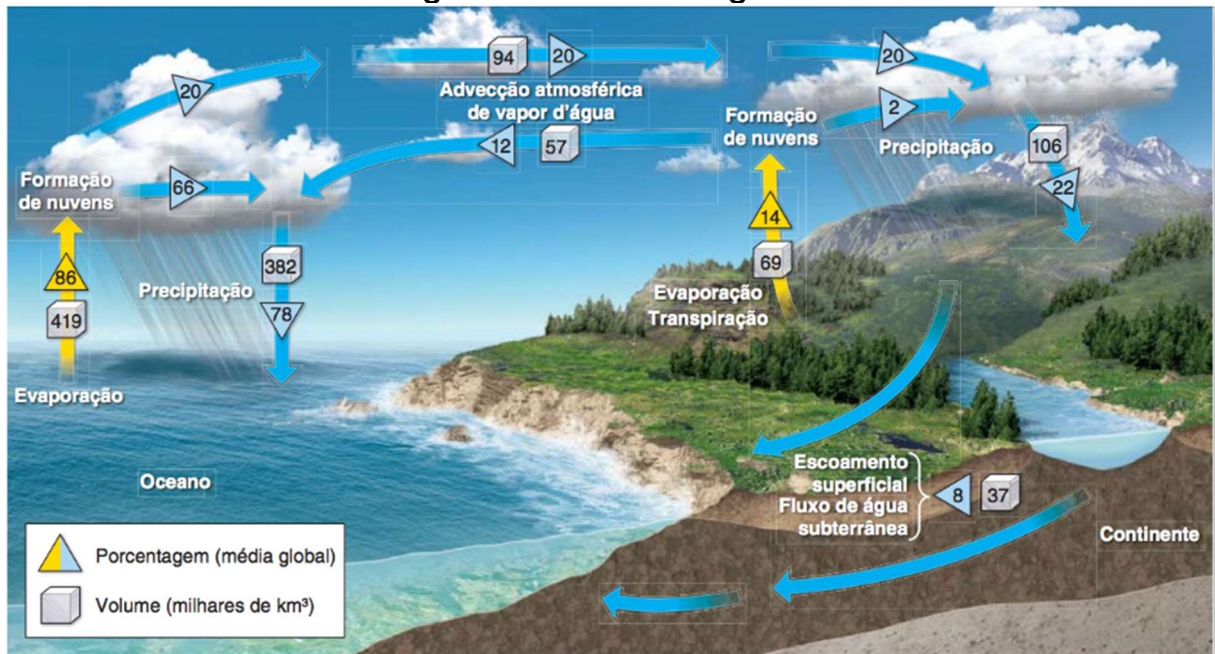 20
94
20
Advecção atmosférica
de vapor d'água
20
2
Formação
de nuvens
Precipitação
106
22
12
57
Formação
de nuvens
66
86
419
Evaporação
Precipitação
382
78
14
69
Evaporação
Transpiração
Oceano
Escoamento
superficial
Fluxo de água
subterrânea
8
37
Continente
Porcentagem (média global)
Volume (milhares de km³)